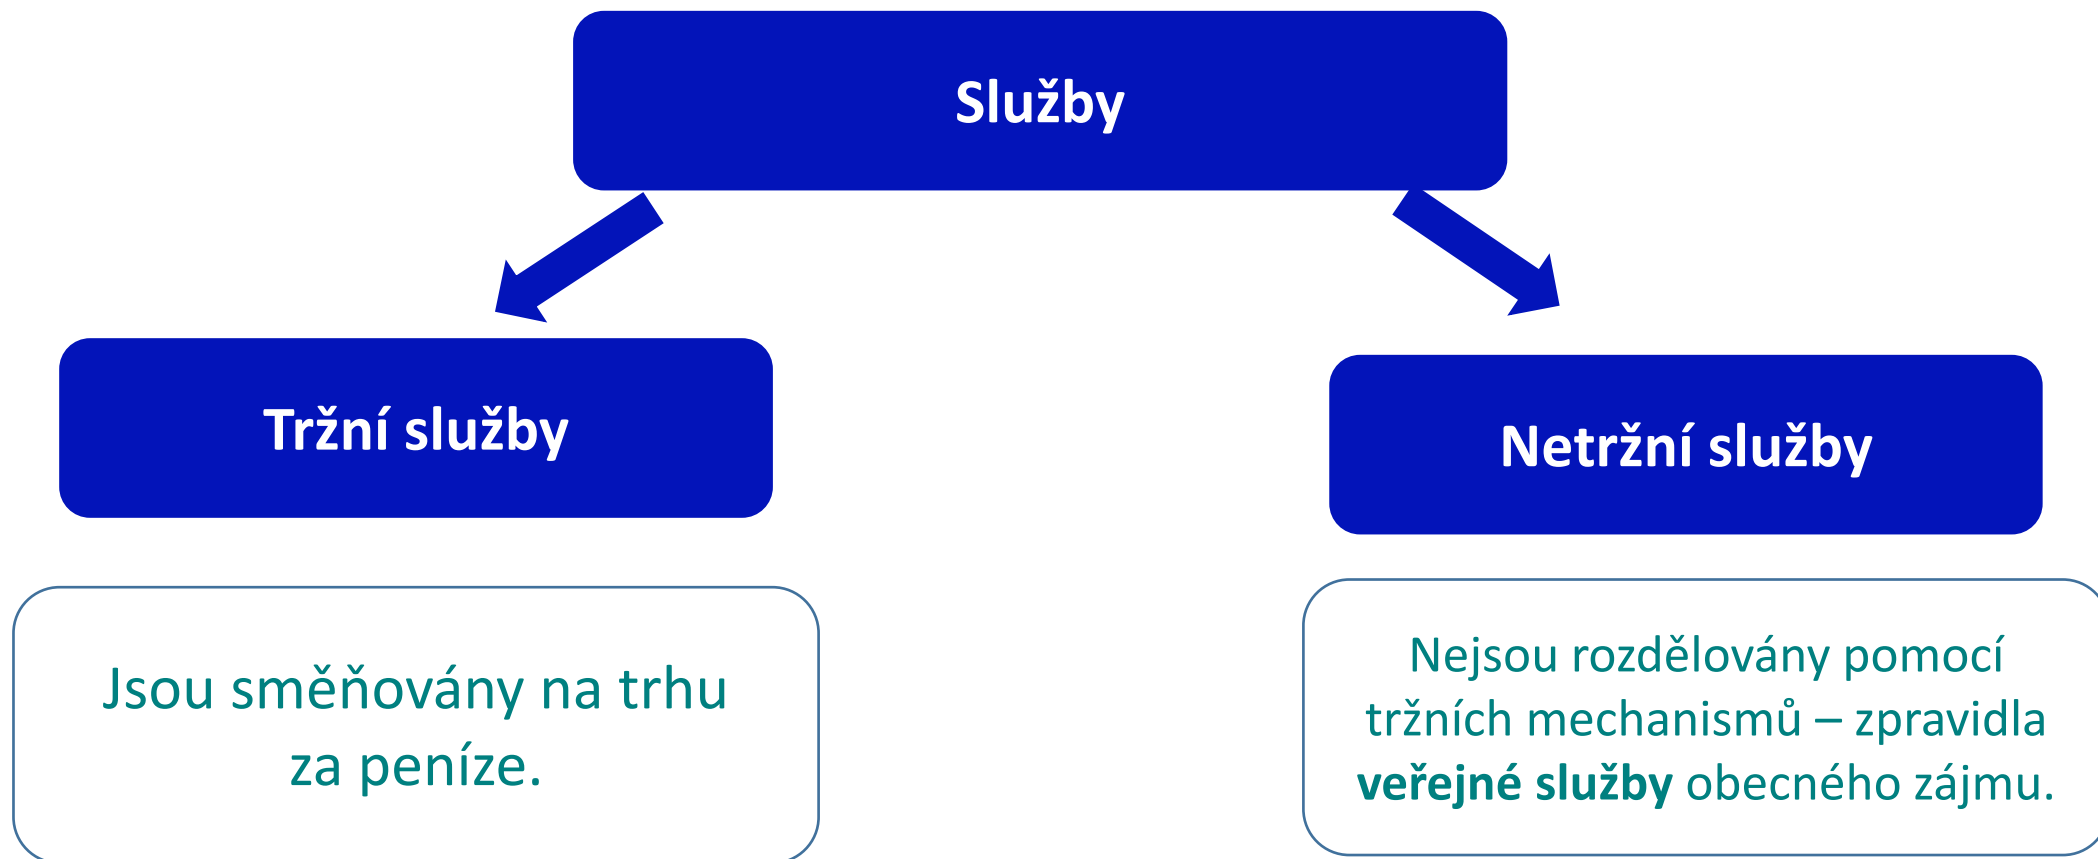 Služby
Tržní služby
Netržní služby
Jsou směňovány na trhu
za peníze.
Nejsou rozdělovány pomocí
tržních mechanismů – zpravidla
veřejné služby obecného zájmu.